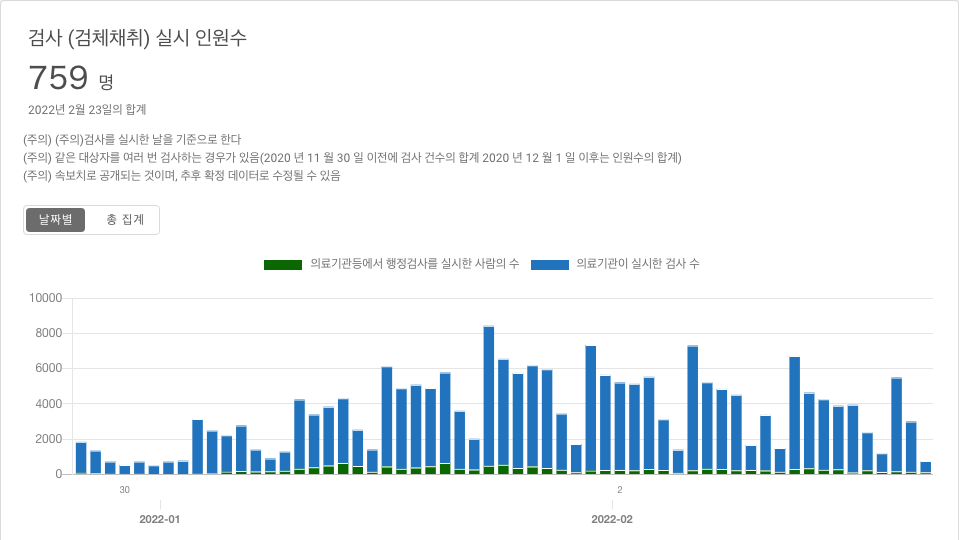 검사 (검체채취) 실시 인원수
759 명
2022년 2월 23일의 합계
(주의) (주의)검사를 실시한 날을 기준으로 한다
(주의) 같은 대상자를 여러 번 검사하는 경우가 있음(2020 년 11 월 30 일 이전에 검사 건수의 합계 2020 년 12 월 1 일 이후는 인원수의 합계)
(주의) 속보치로 공개되는 것이며, 추후 확정 데이터로 수정될 수 있음
날짜별 총 집계
의료기관등에서 행정검사를 실시한 사람의 수 의료기관이 실시한 검사 수
10000
8000
6000
4000
2000
0
30 2
2022-01 2022-02